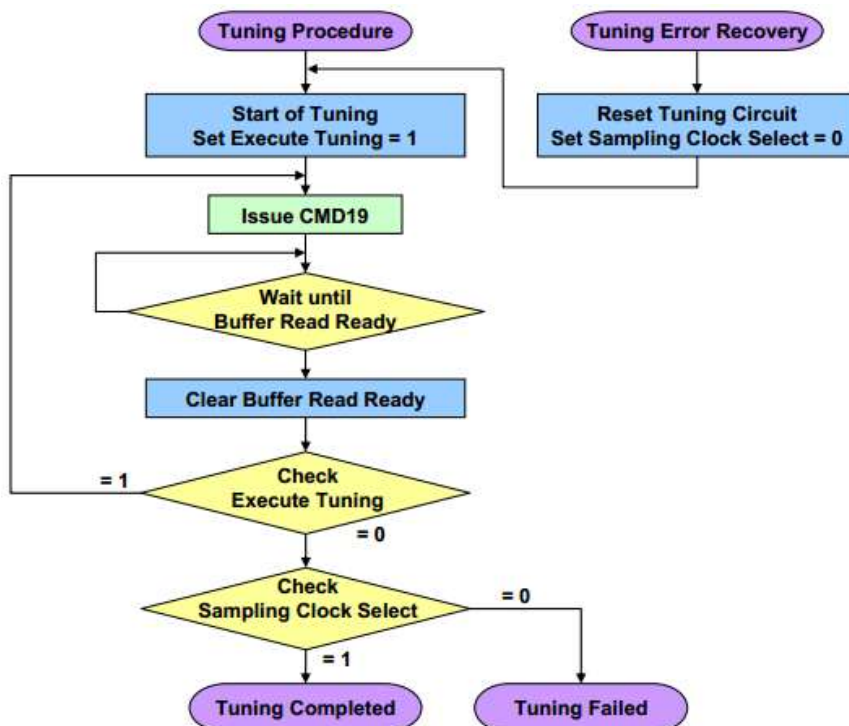 Tuning Procedure
Tuning Error Recovery
Start of Tuning
Set Execute Tuning = 1
Reset Tuning Circuit
Set Sampling Clock Select = 0
Issue CMD19
Wait until
Buffer Read Ready
Clear Buffer Read Ready
= 1
Check
Execute Tuning
= 0
Check
Sampling Clock Select
= 0
= 1
Tuning Completed
Tuning Failed